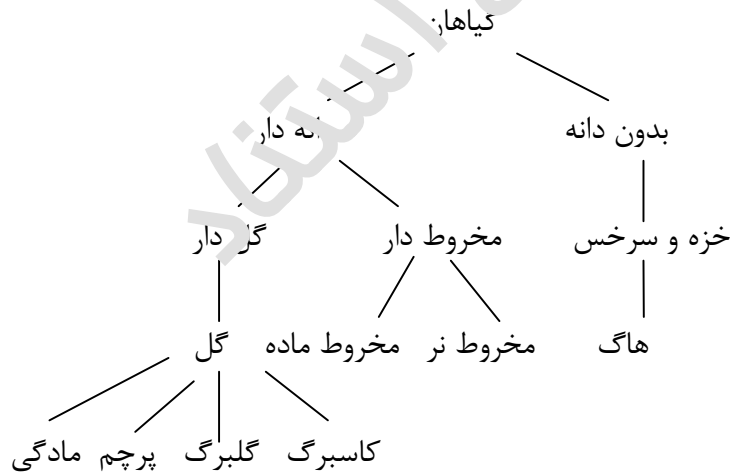 گیاهان
بدون دانه دانه دار
خزه و سرخس مخروط دار گل دار
هاگ مخروط نر مخروط ماده گل
کاسبرگ گلبرگ پرچم مادگی
استناد